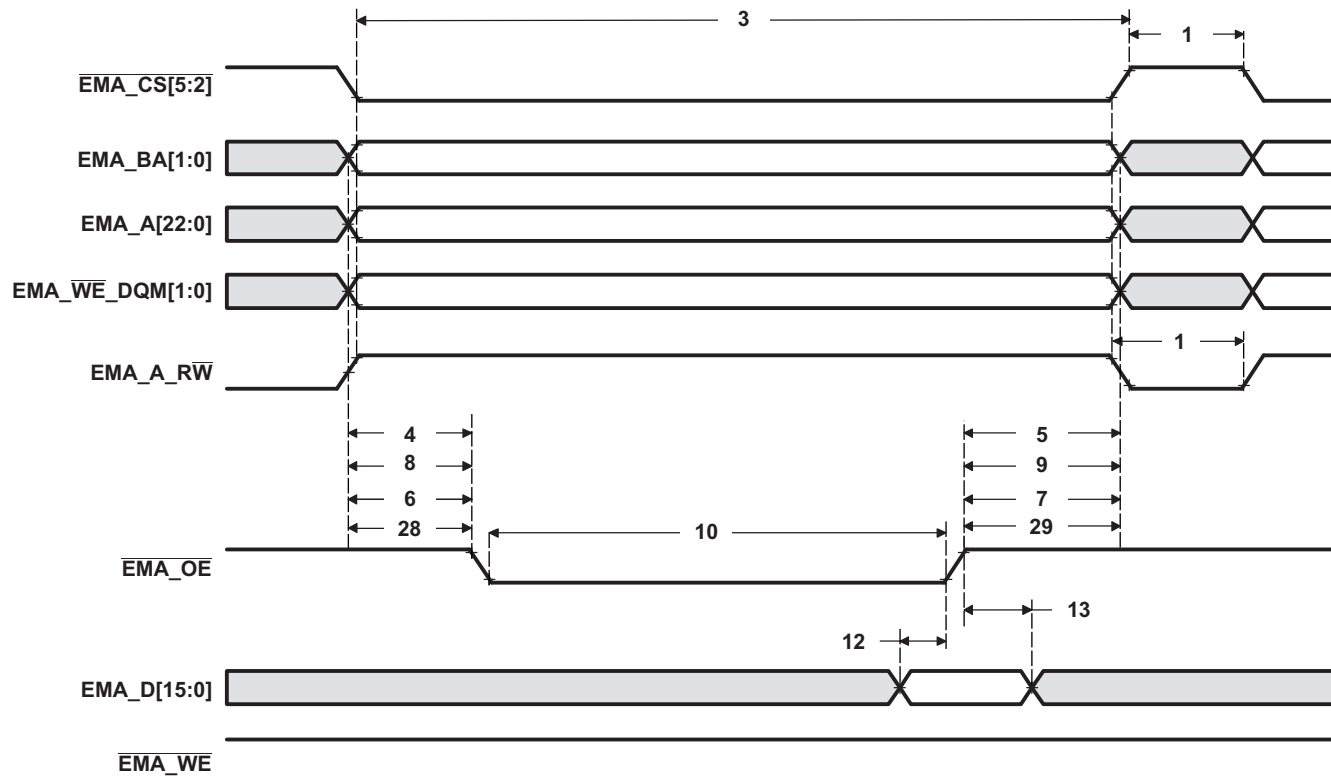 3
1
EMA_CS[5:2]
EMA_BA[1:0]
EMA_A[22:0]
EMA_WE_DQM[1:0]
1
EMA_A_RW
4
5
8
9
6
7
28
29
10
EMA_OE
13
12
EMA_D[15:0]
EMA_WE